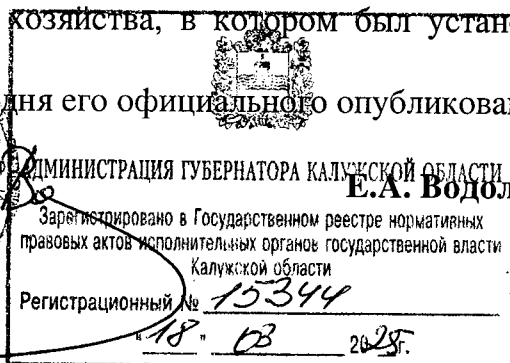 хозяйства, в котором был устан
дня его официального опубликова
АДМИНИСТРАЦИЯ ГУБЕРНАТОРА КАЛУЖСКОЙ ОБЛАСТИ
Е.А. Водол
Зарегистрировано в Государственном реестре нормативных
правовых актов исполнительных органов государственной власти
Калужской области
Регистрационный № 15344
"18" 03 2025г.